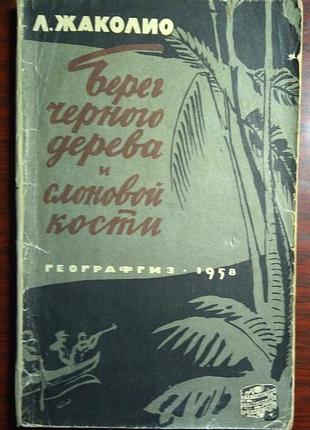 Л. ЖАКОЛИО
Берег
черного
дерева
и
слоновой
кости
ГЕОГРАФГИЗ · 1958